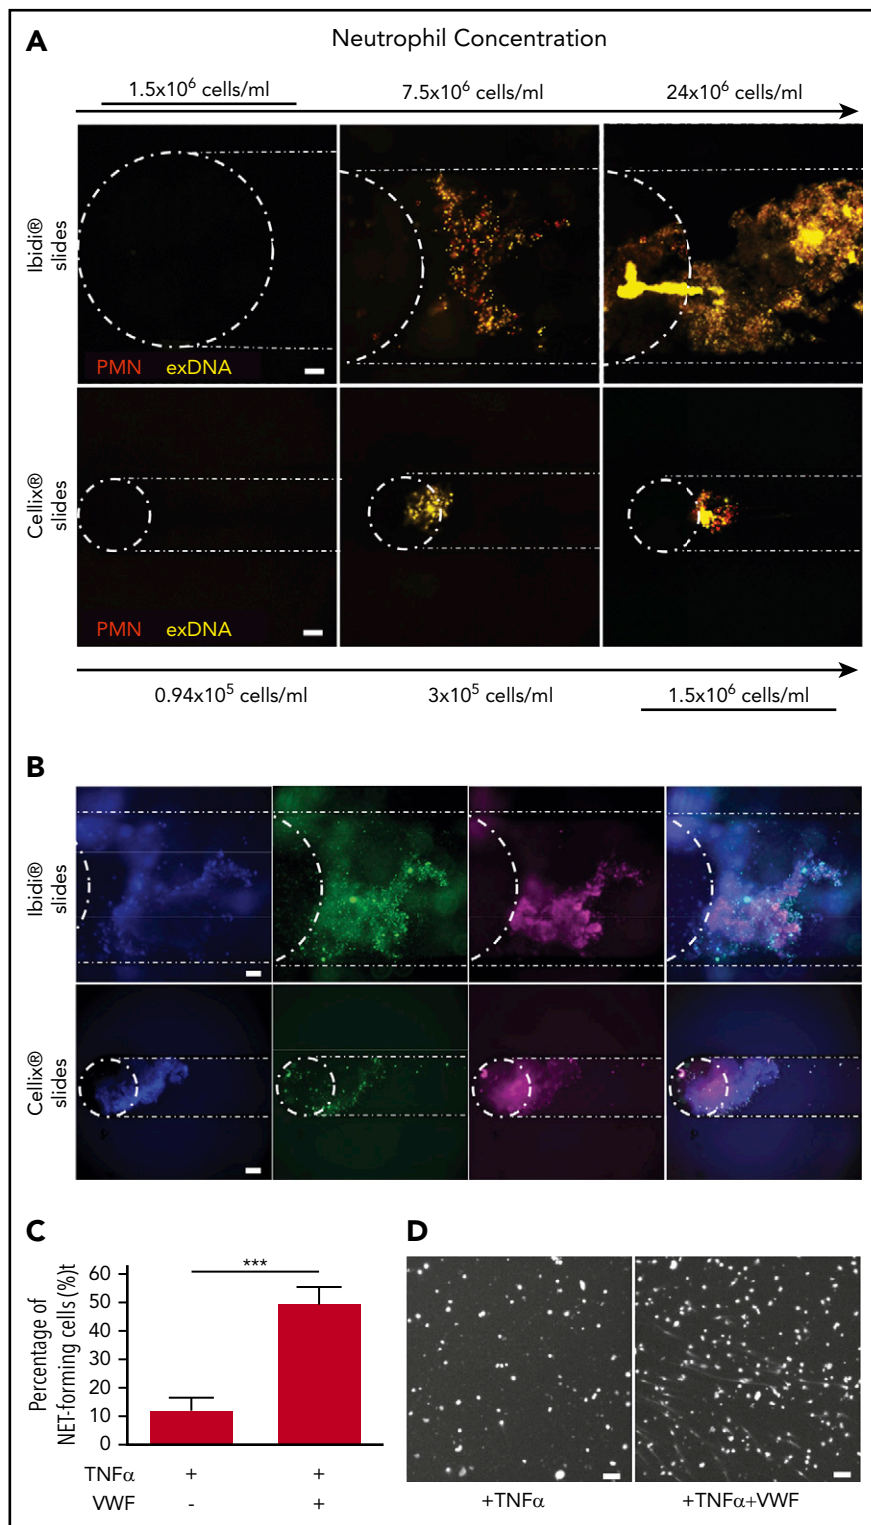 A
Neutrophil Concentration
1.5x10⁶ cells/ml 7.5x10⁶ cells/ml 24x10⁶ cells/ml
Ibidi®
slides
PMN exDNA
Cellix®
slides
PMN exDNA
0.94x10⁵ cells/ml 3x10⁵ cells/ml 1.5x10⁶ cells/ml
B
Ibidi®
slides
Cellix®
slides
C
Percentage of
NET-forming cells (%)t
60
50
40
30
20
10
0
***
TNFα + +
VWF - +
D
+TNFα +TNFα+VWF